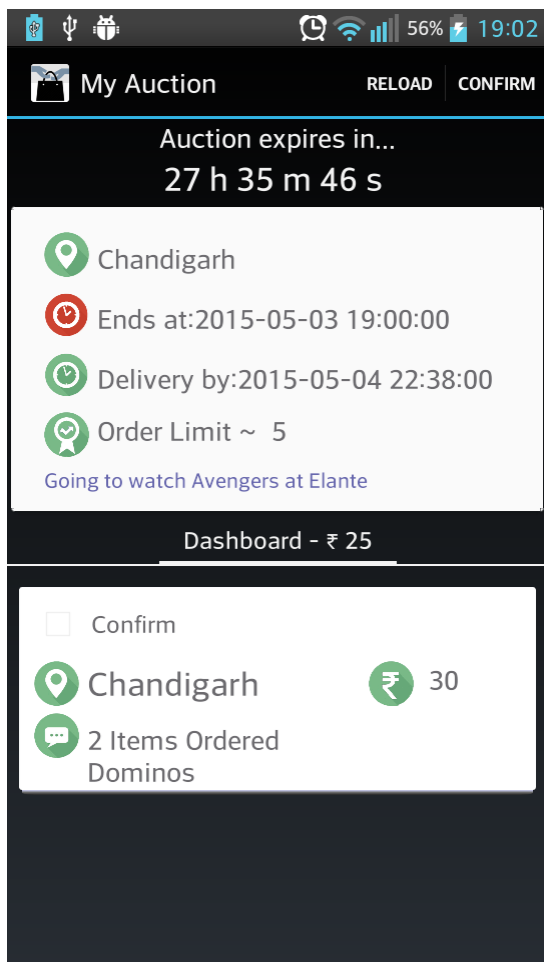 56% 19:02
My Auction RELOAD CONFIRM
Auction expires in...
27 h 35 m 46 s
Chandigarh
Ends at:2015-05-03 19:00:00
Delivery by:2015-05-04 22:38:00
Order Limit ~ 5
Going to watch Avengers at Elante
Dashboard - ₹ 25
Confirm
Chandigarh ₹ 30
2 Items Ordered
Dominos